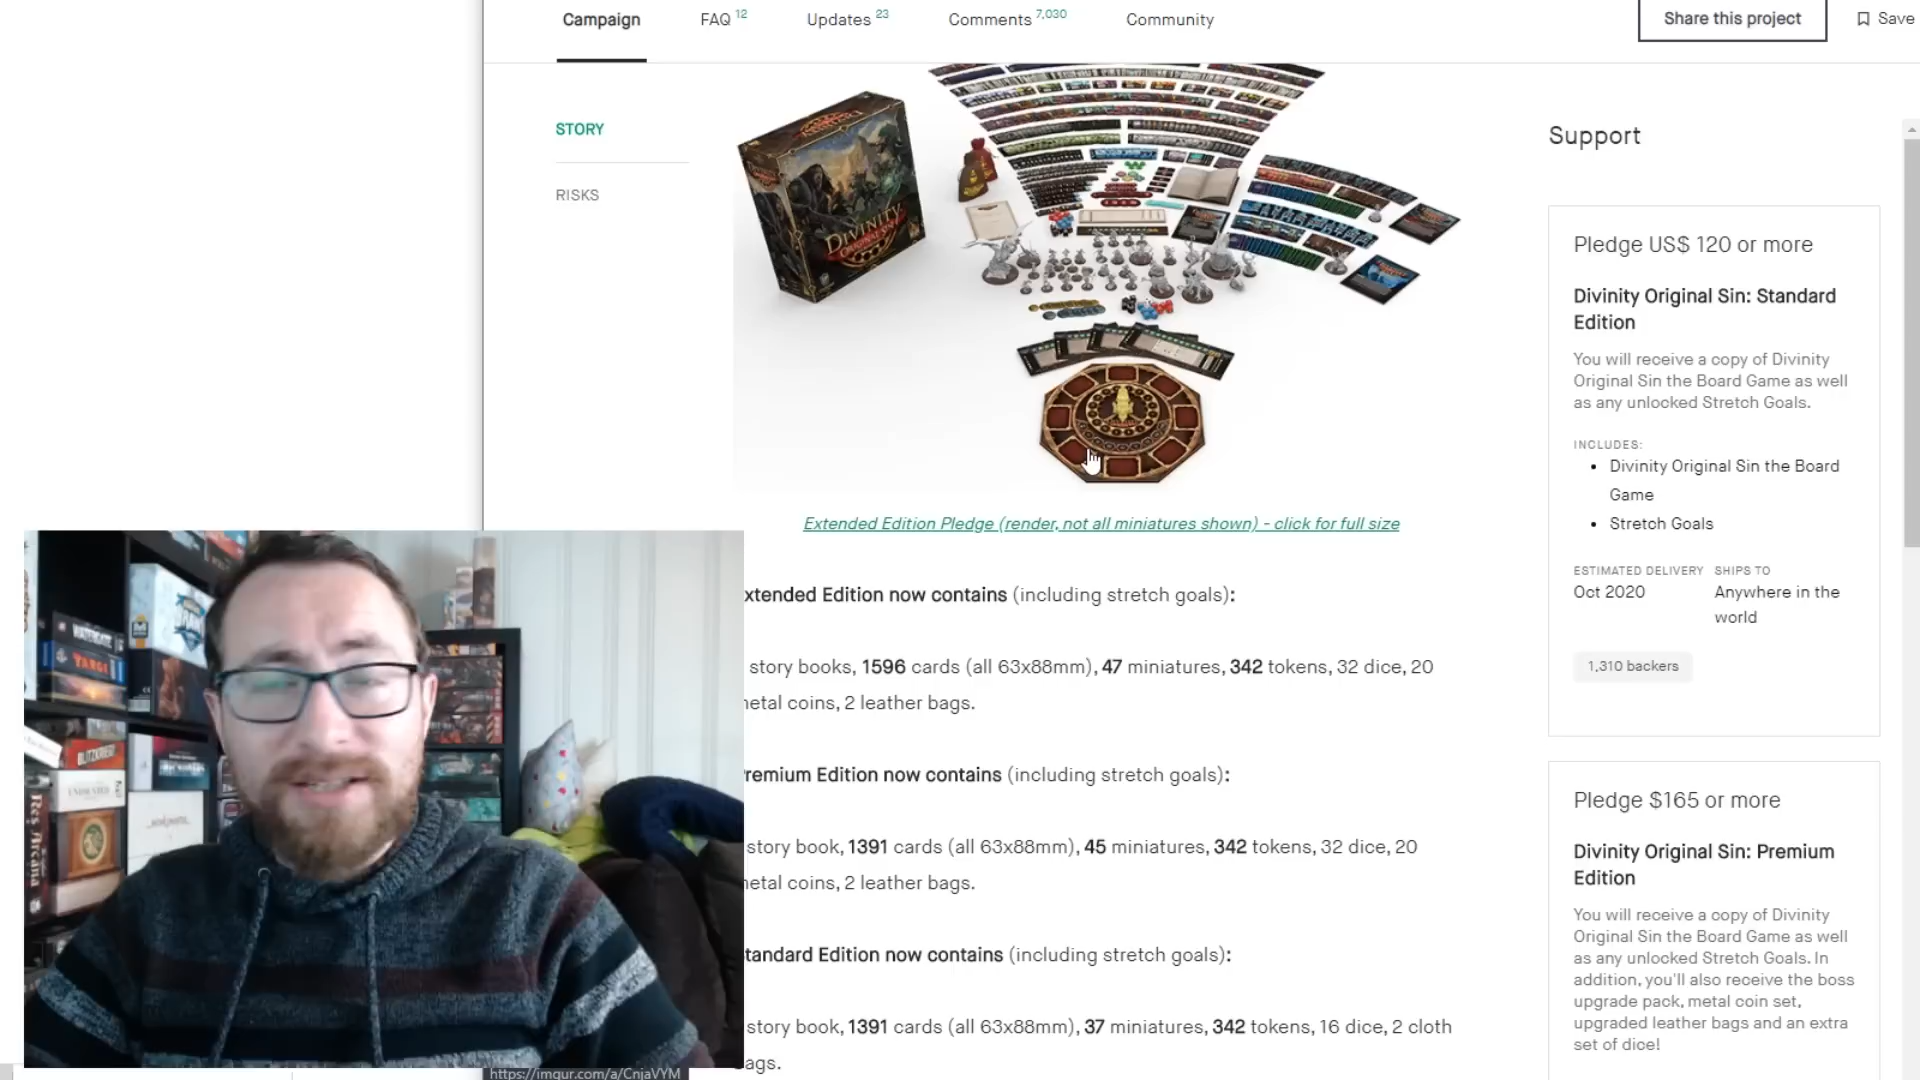 Campaign
FAQ 12
Updates 23
Comments 7,030
Community
Share this project
Save
STORY
RISKS
DIVINITY
ORIGINAL SIN
Extended Edition Pledge (render, not all miniatures shown) - click for full size
xtended Edition now contains (including stretch goals):
story books, 1596 cards (all 63x88mm), 47 miniatures, 342 tokens, 32 dice, 20
etal coins, 2 leather bags.
remium Edition now contains (including stretch goals):
story book, 1391 cards (all 63x88mm), 45 miniatures, 342 tokens, 32 dice, 20
etal coins, 2 leather bags.
tandard Edition now contains (including stretch goals):
story book, 1391 cards (all 63x88mm), 37 miniatures, 342 tokens, 16 dice, 2 cloth
ags.
Support
Pledge US$ 120 or more
Divinity Original Sin: Standard
Edition
You will receive a copy of Divinity
Original Sin the Board Game as well
as any unlocked Stretch Goals.
INCLUDES:
• Divinity Original Sin the Board
Game
• Stretch Goals
ESTIMATED DELIVERY
Oct 2020
SHIPS TO
Anywhere in the
world
1,310 backers
Pledge $165 or more
Divinity Original Sin: Premium
Edition
You will receive a copy of Divinity
Original Sin the Board Game as well
as any unlocked Stretch Goals. In
addition, you'll also receive the boss
upgrade pack, metal coin set,
upgraded leather bags and an extra
set of dice!
WATERGATE
TARGI
BLITZKRIEG
UNDAUNTED
Res Arcana
https://imgur.com/a/CnjaVYM